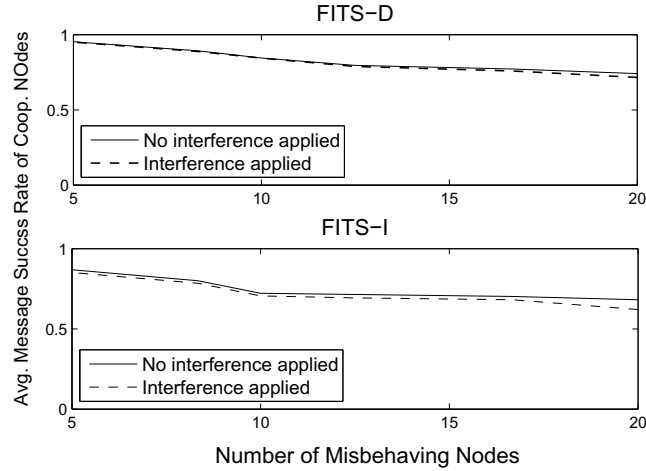 FITS-D
Avg. Message Succss Rate of Coop. NOdes
1
0.5
0
No interference applied
Interference applied
5
10
15
20
FITS-I
1
0.5
0
No interference applied
Interference applied
5
10
15
20
Number of Misbehaving Nodes